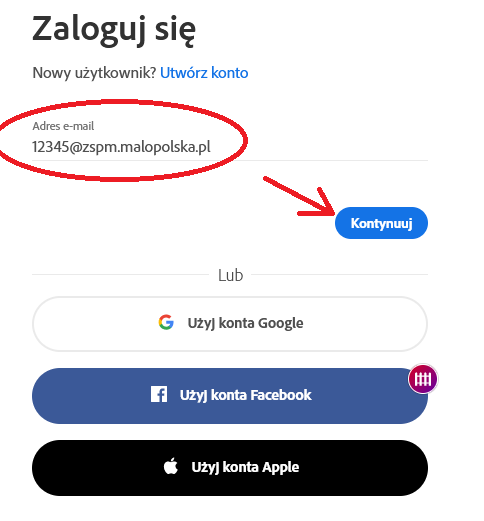 Zaloguj się
Nowy użytkownik? Utwórz konto
Adres e-mail
12345@zspm.malopolska.pl
Kontynuuj
Lub
Użyj konta Google
Użyj konta Facebook
Użyj konta Apple